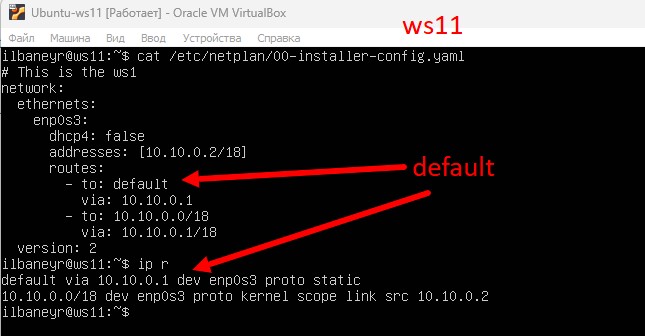 Ubuntu-ws11 [Работает] - Oracle VM VirtualBox
ws11
Файл Машина Вид Ввод Устройства Справка
ilbaneyr@ws11:~$ cat /etc/netplan/00-installer-config.yaml
# This is the ws1
network:
  ethernets:
    enp0s3:
      dhcp4: false
      addresses: [10.10.0.2/18]
      routes:
        - to: default
          via: 10.10.0.1
        - to: 10.10.0.0/18
          via: 10.10.0.1/18
  version: 2
default
ilbaneyr@ws11:~$ ip r
default via 10.10.0.1 dev enp0s3 proto static
10.10.0.0/18 dev enp0s3 proto kernel scope link src 10.10.0.2
ilbaneyr@ws11:~$